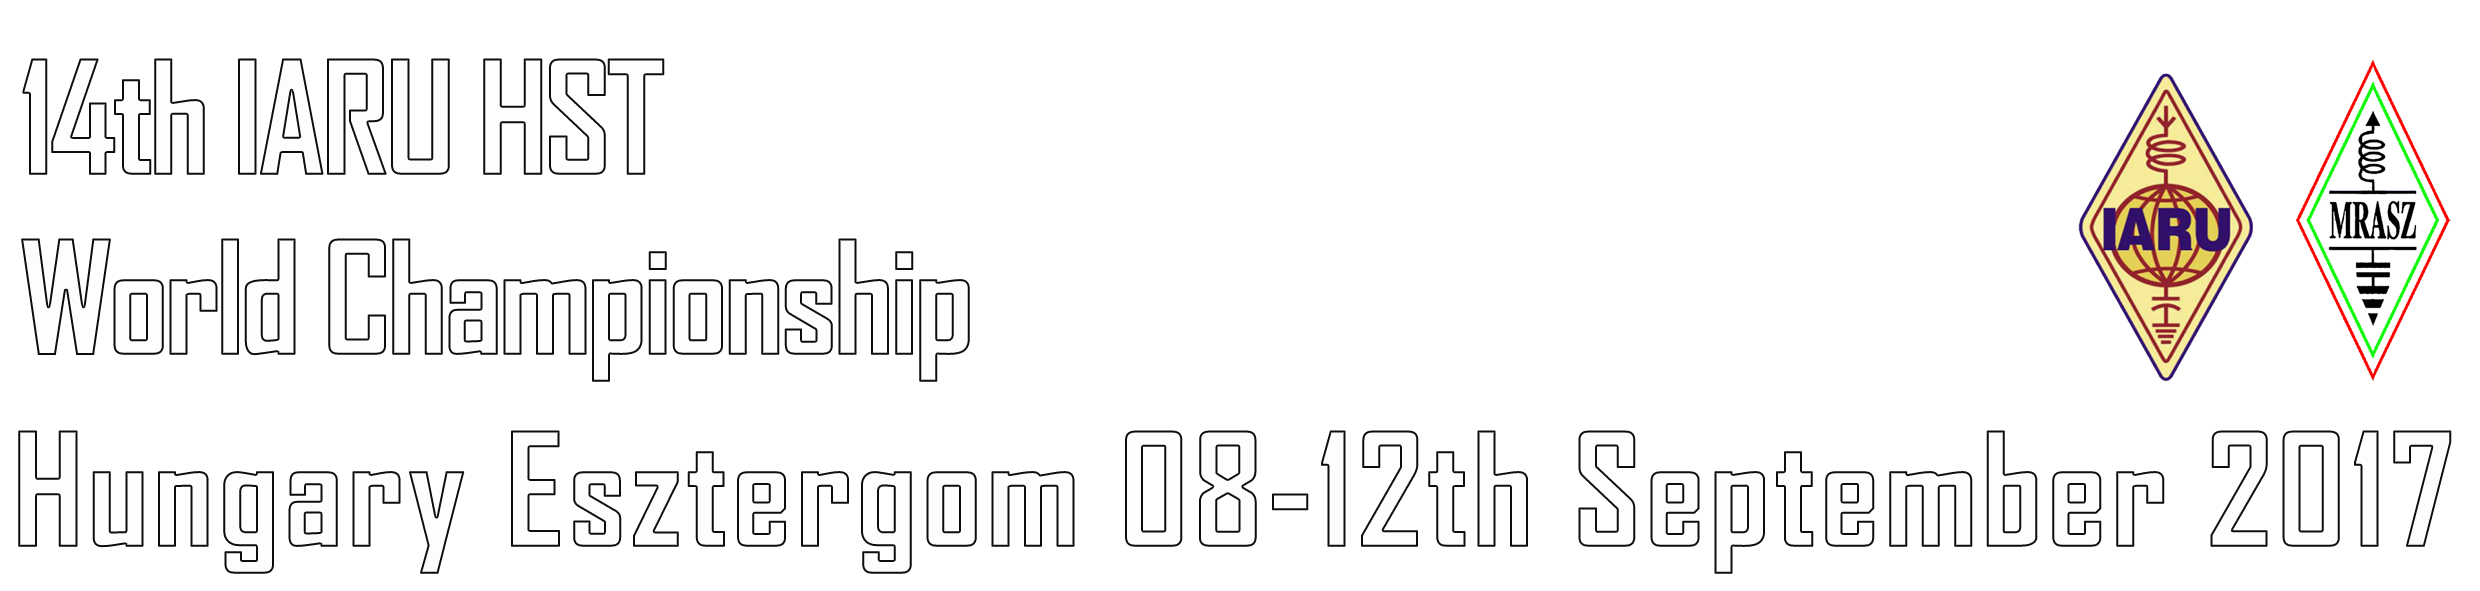 14th IARU HST
World Championship
IARU
MRASZ
Hungary Esztergom 08-12th September 2017